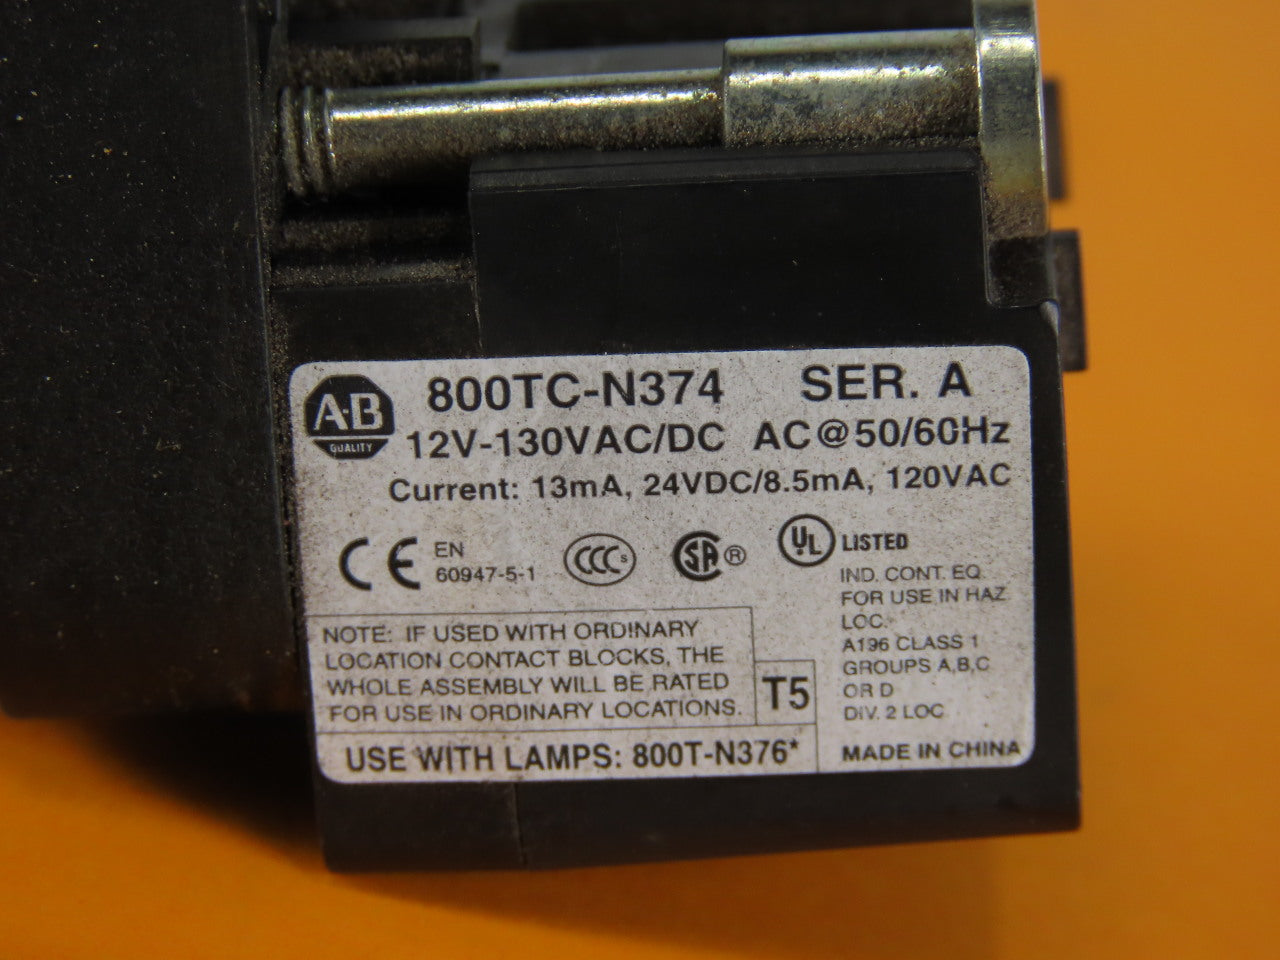 A-B
QUALITY
800TC-N374 SER. A
12V-130VAC/DC AC@50/60Hz
Current: 13mA, 24VDC/8.5mA, 120VAC
CE EN
60947-5-1
CCC S
SA ®
UL LISTED
IND. CONT. EQ.
FOR USE IN HAZ
LOC.
A196 CLASS 1
GROUPS A,B,C
OR D
DIV. 2 LOC
NOTE: IF USED WITH ORDINARY
LOCATION CONTACT BLOCKS, THE
WHOLE ASSEMBLY WILL BE RATED
FOR USE IN ORDINARY LOCATIONS.
T5
USE WITH LAMPS: 800T-N376*
MADE IN CHINA